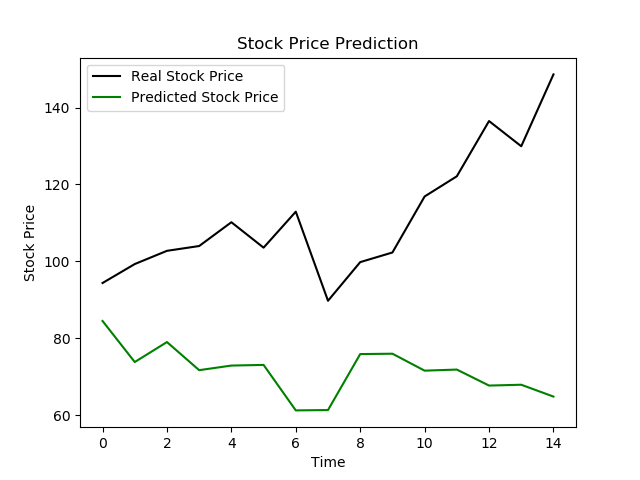 Stock Price Prediction
Real Stock Price
Predicted Stock Price
Stock Price
140
120
100
80
60
0 2 4 6 8 10 12 14
Time